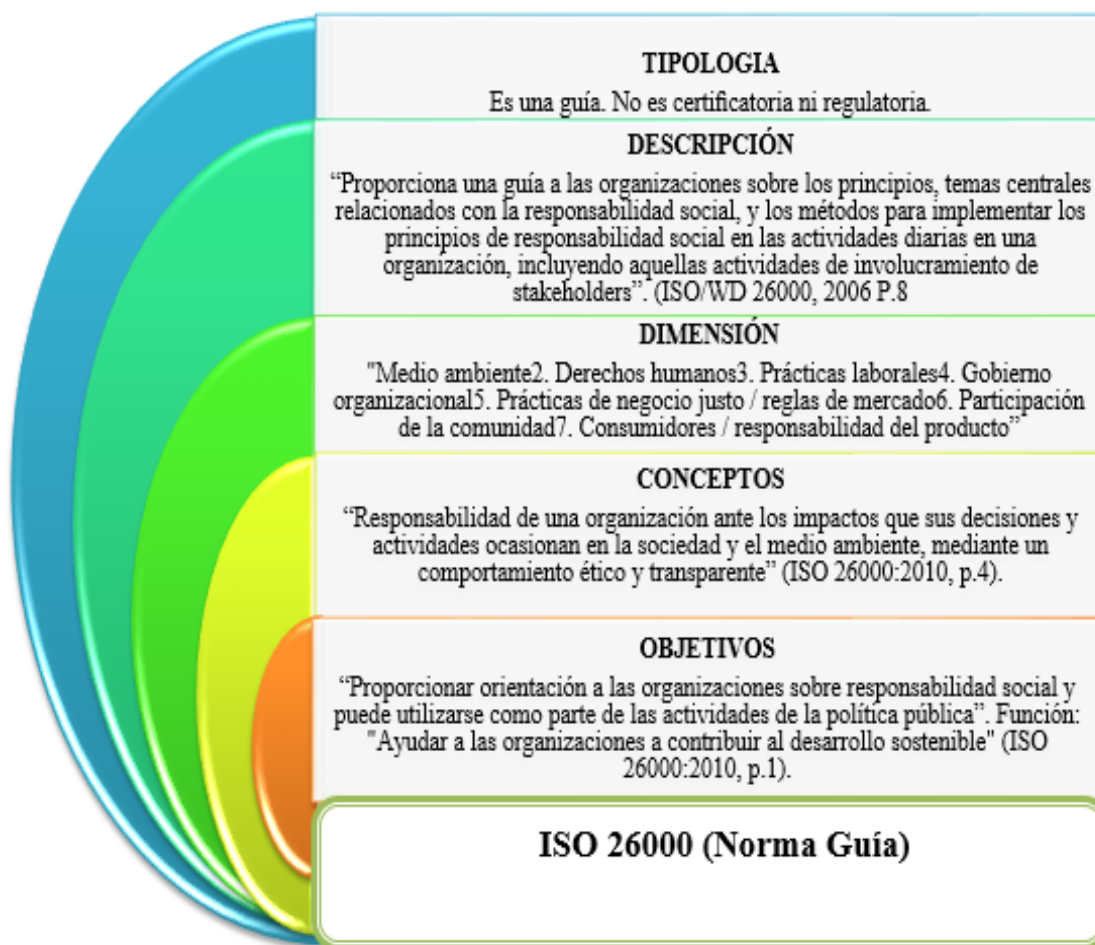 TIPOLOGIA
Es una guía. No es certificatoria ni regulatoria.
DESCRIPCIÓN
“Proporciona una guía a las organizaciones sobre los principios, temas centrales
relacionados con la responsabilidad social, y los métodos para implementar los
principios de responsabilidad social en las actividades diarias en una
organización, incluyendo aquellas actividades de involucramiento de
stakeholders”. (ISO/WD 26000, 2006 P.8
DIMENSIÓN
"Medio ambiente2. Derechos humanos3. Prácticas laborales4. Gobierno
organizacional5. Prácticas de negocio justo / reglas de mercado6. Participación
de la comunidad7. Consumidores / responsabilidad del producto”
CONCEPTOS
“Responsabilidad de una organización ante los impactos que sus decisiones y
actividades ocasionan en la sociedad y el medio ambiente, mediante un
comportamiento ético y transparente” (ISO 26000:2010, p.4).
OBJETIVOS
“Proporcionar orientación a las organizaciones sobre responsabilidad social y
puede utilizarse como parte de las actividades de la política pública”. Función:
"Ayudar a las organizaciones a contribuir al desarrollo sostenible" (ISO
26000:2010, p.1).
ISO 26000 (Norma Guía)